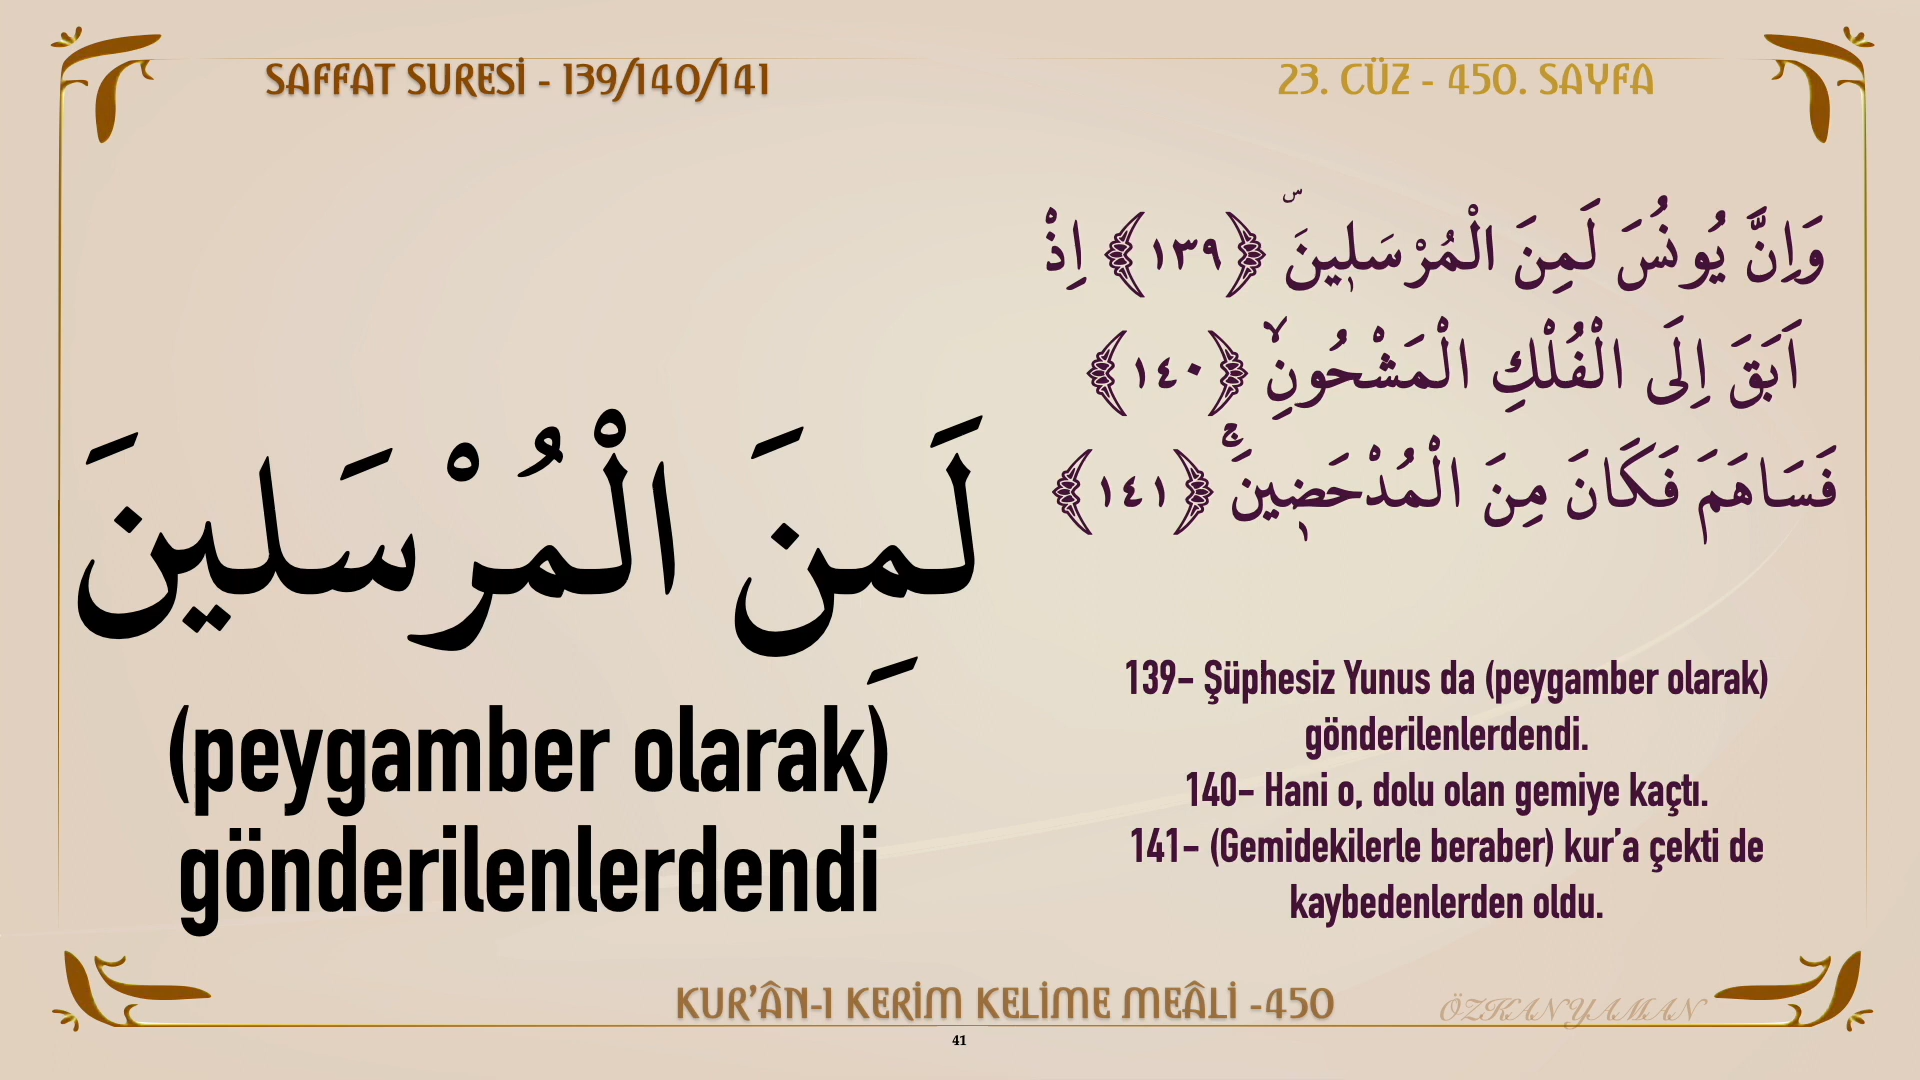 SAFFAT SURESİ - 139/140/141
23. CÜZ - 450. SAYFA
وَاِنَّ يُونُسَ لَمِنَ الْمُرْسَل۪ينَۜ ﴿١٣٩﴾ اِذْ
اَبَقَ اِلَى الْفُلْكِ الْمَشْحُونِۙ ﴿١٤٠﴾
فَسَاهَمَ فَكَانَ مِنَ الْمُدْحَض۪ينَۚ ﴿١٤١﴾
لَمِنَ الْمُرْسَلينَ
(peygamber olarak)
gönderilenlerdendi
139– Şüphesiz Yunus da (peygamber olarak)
gönderilenlerdendi.
140– Hani o, dolu olan gemiye kaçtı.
141– (Gemidekilerle beraber) kur’a çekti de
kaybedenlerden oldu.
KUR’ÂN-I KERİM KELİME MEÂLİ -450
ÖZKAN YAMAN
41